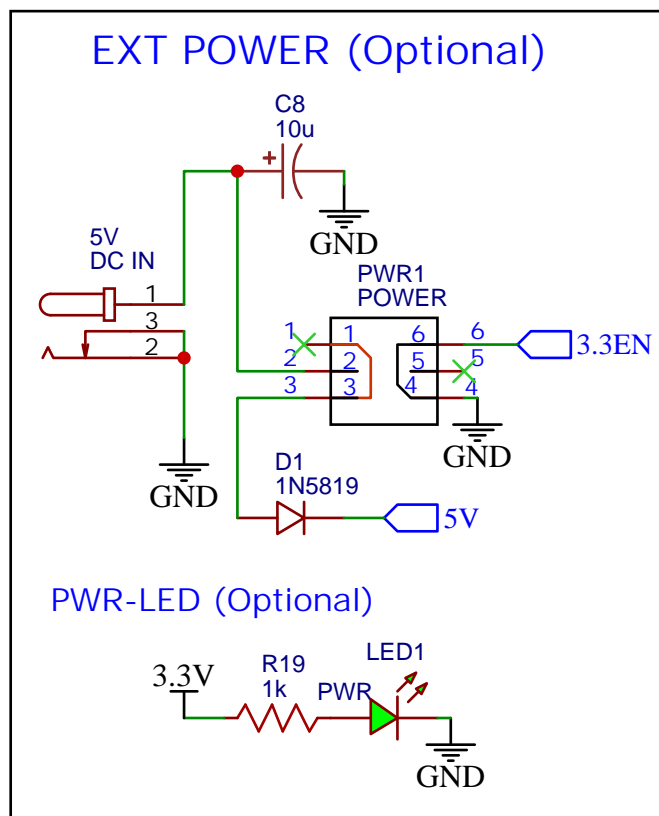 EXT POWER (Optional)
C8
10u
+
GND
5V
DC IN
1
3
2
GND
PWR1
POWER
1 1 6 6
2 2 5 5
3 3 4 4
3.3EN
GND
D1
1N5819
5V
PWR-LED (Optional)
3.3V
R19
1k
PWR
LED1
GND